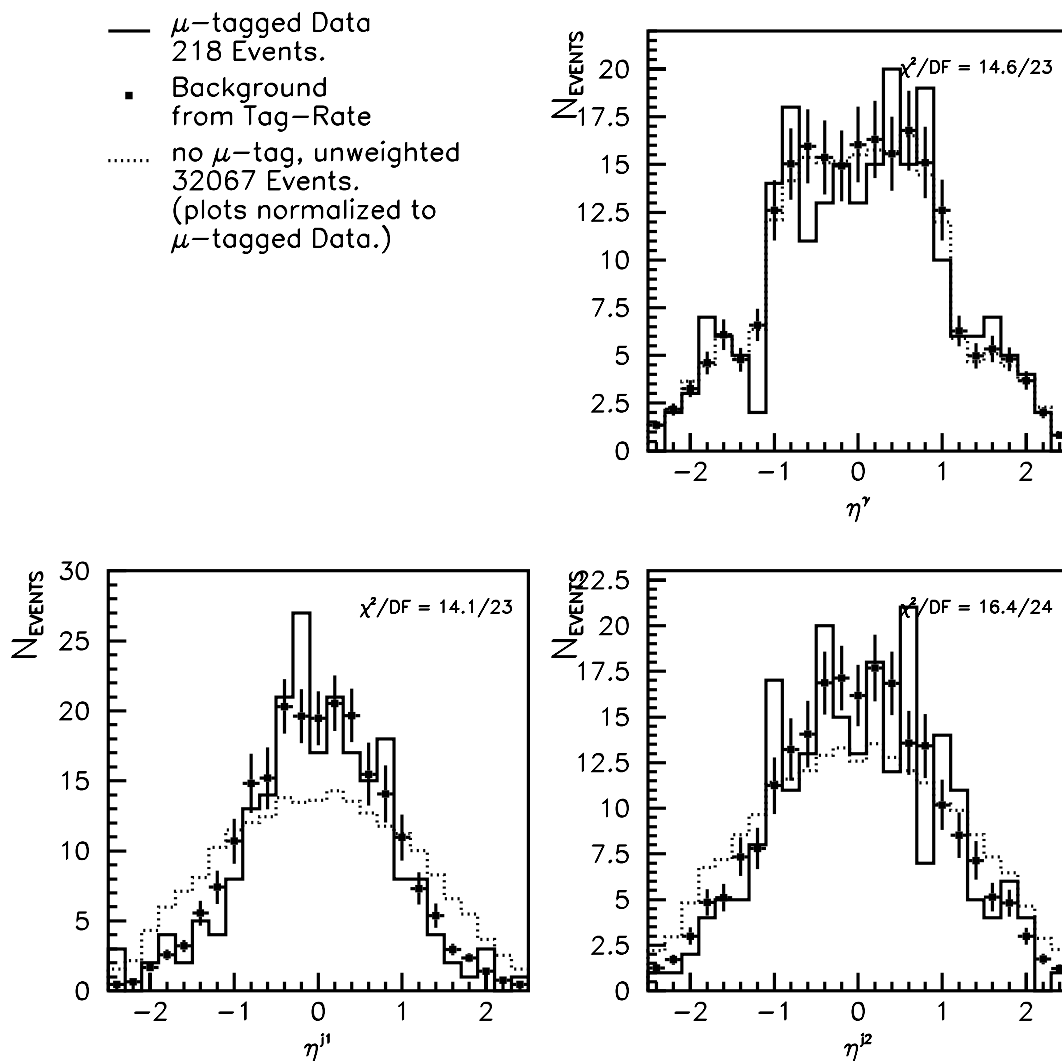 μ-tagged Data
218 Events.
Background
from Tag-Rate
no μ-tag, unweighted
32067 Events.
(plots normalized to
μ-tagged Data.)
N_EVENTS
χ²/DF = 14.6/23
20
17.5
15
12.5
10
7.5
5
2.5
0
-2 -1 0 1 2
η^γ
N_EVENTS
χ²/DF = 14.1/23
30
25
20
15
10
5
0
-2 -1 0 1 2
η^j1
N_EVENTS
χ²/DF = 16.4/24
22.5
20
17.5
15
12.5
10
7.5
5
2.5
0
-2 -1 0 1 2
η^j2